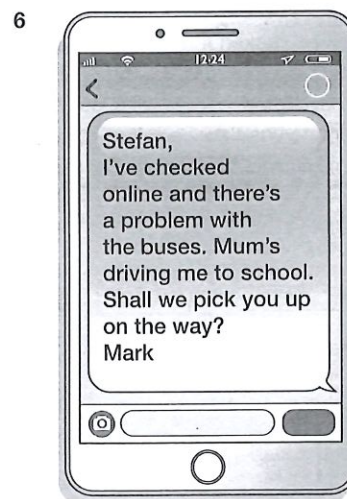 6
12:24
Stefan,
I've checked
online and there's
a problem with
the buses. Mum's
driving me to school.
Shall we pick you up
on the way?
Mark